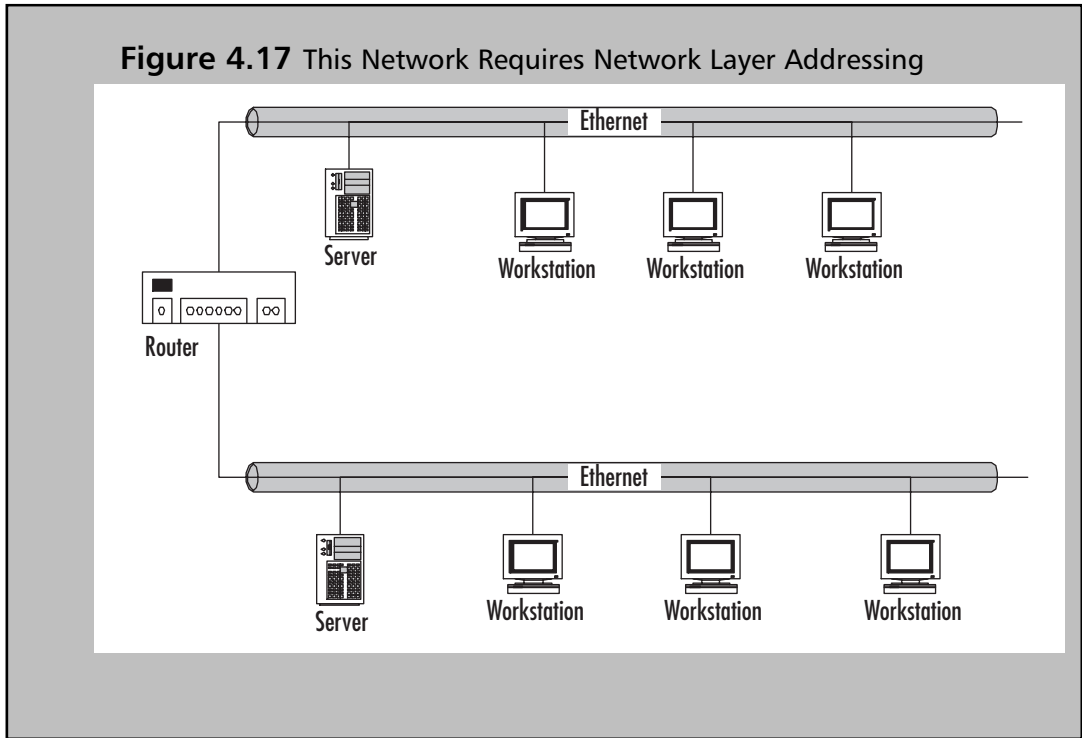 Figure 4.17 This Network Requires Network Layer Addressing
Ethernet
Server
Workstation
Workstation
Workstation
Router
Ethernet
Server
Workstation
Workstation
Workstation